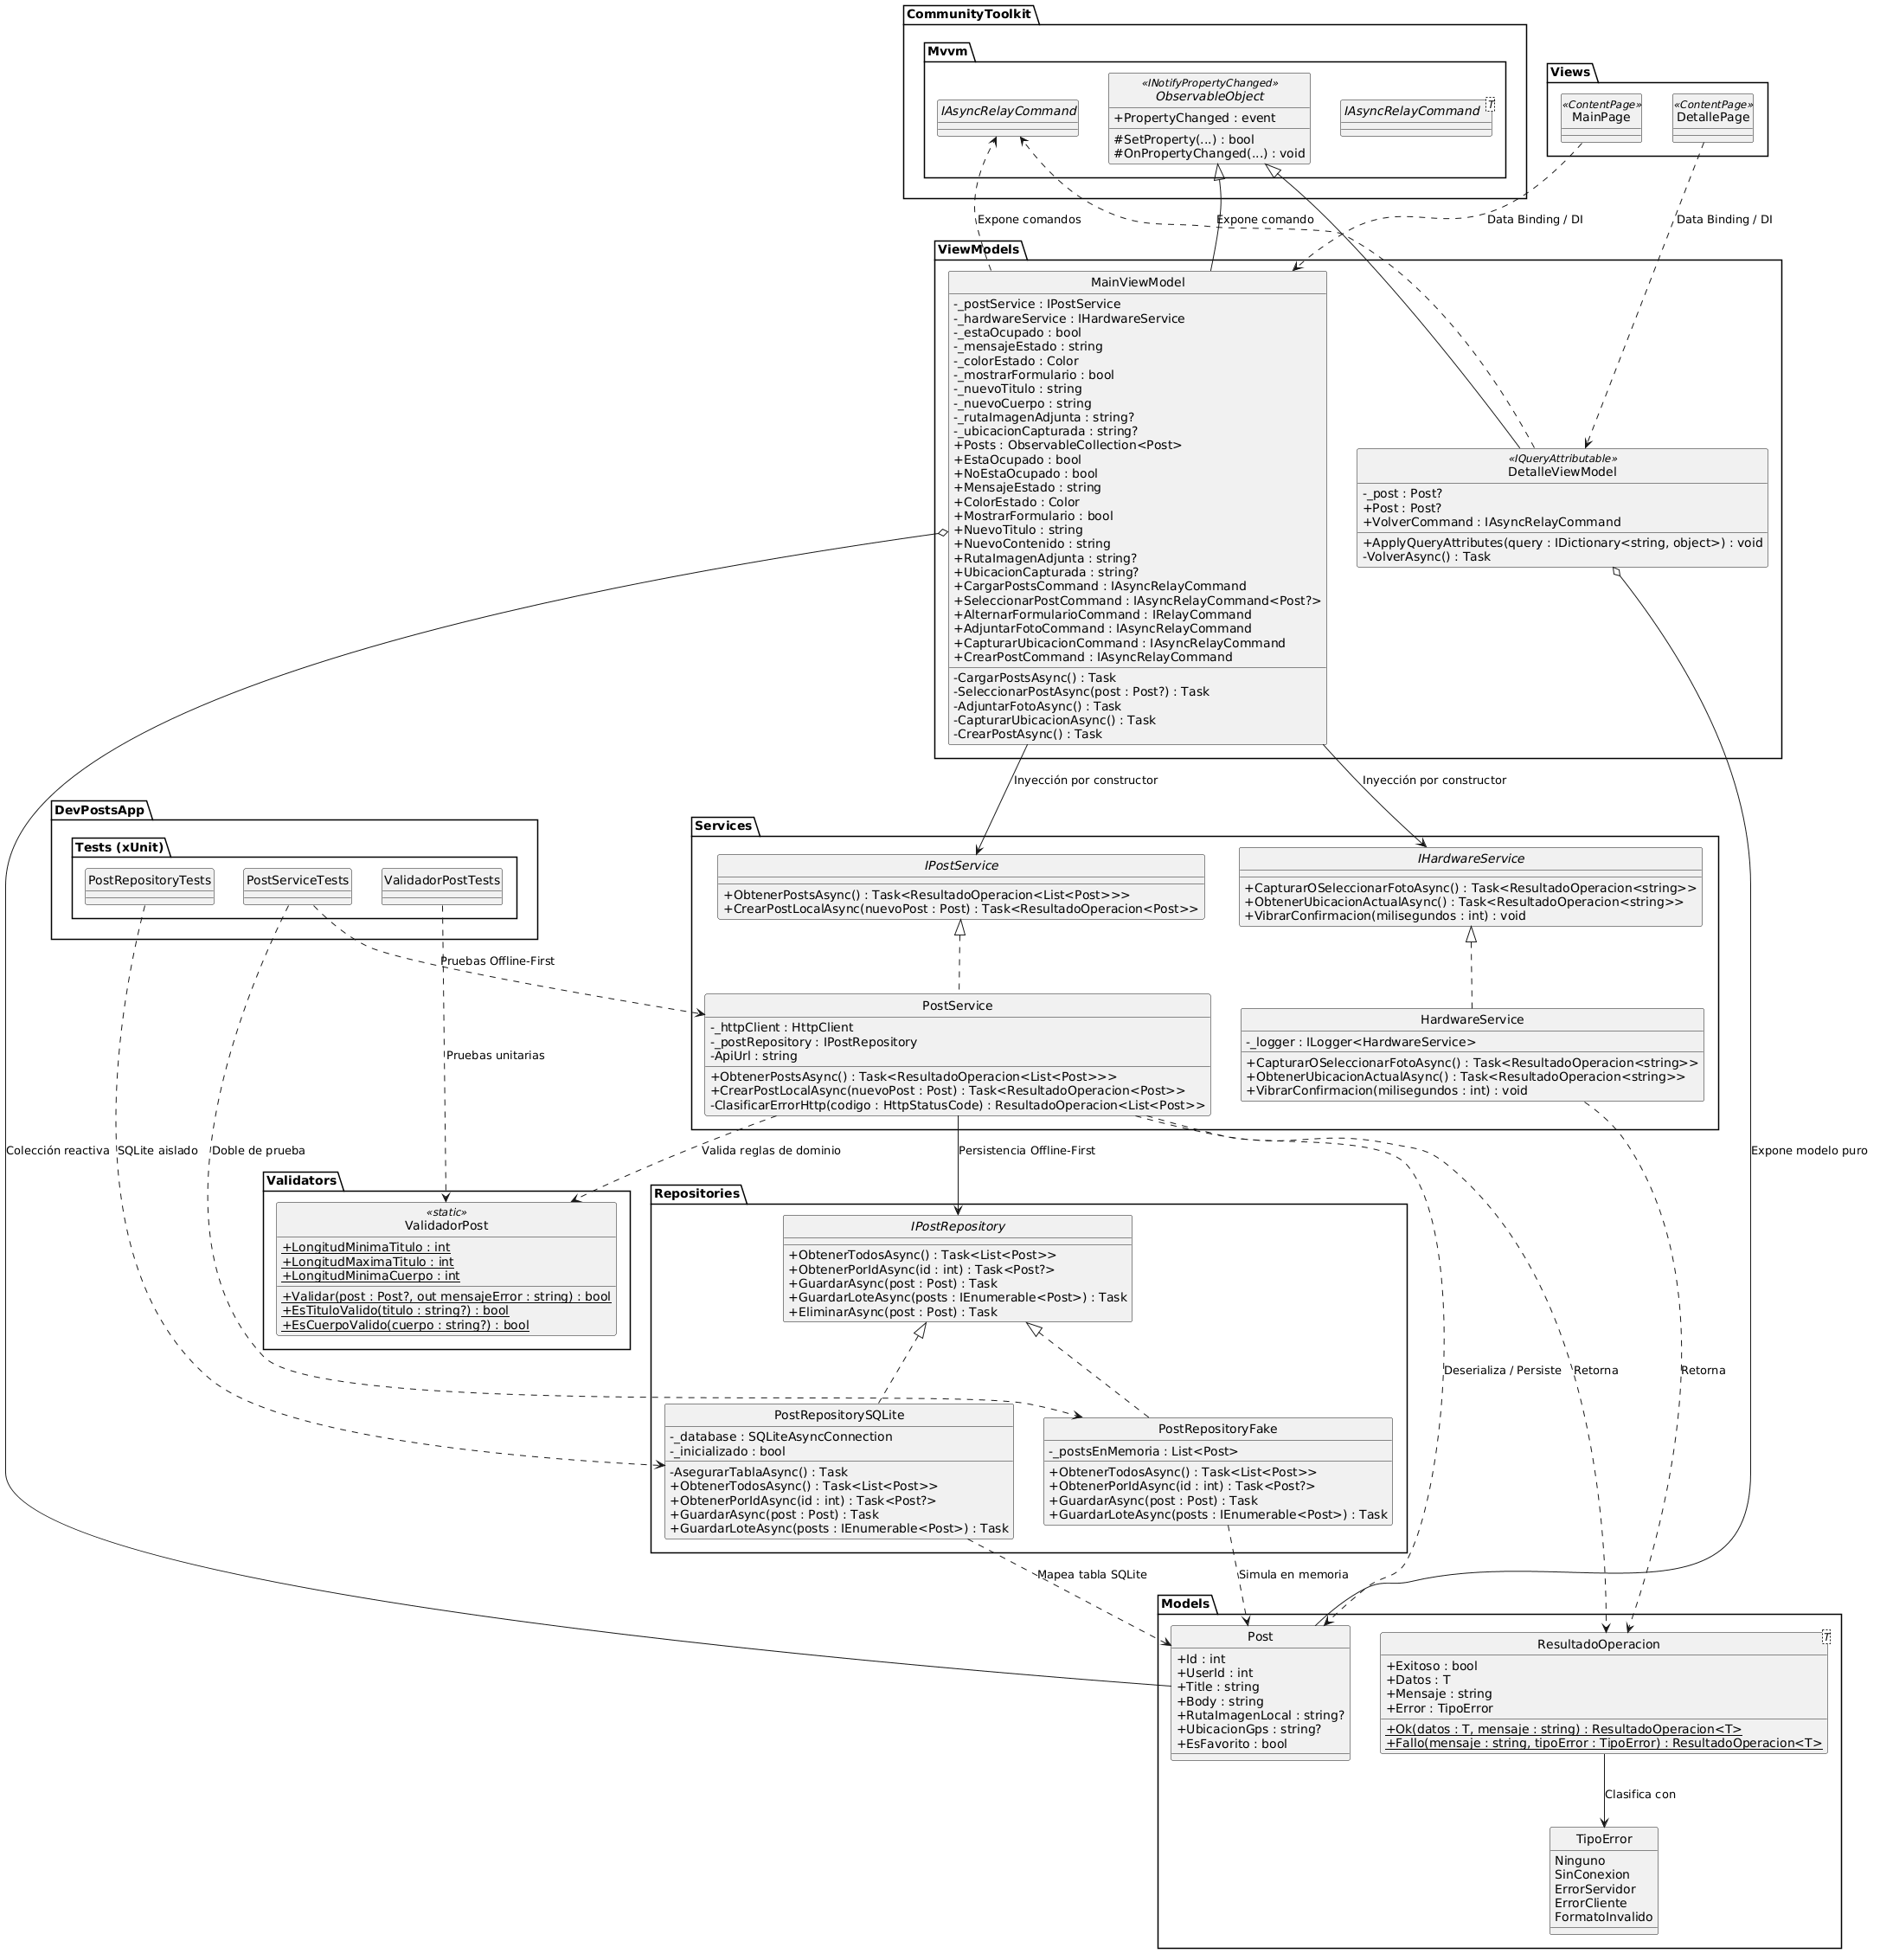 CommunityToolkit
Mvvm
IAsyncRelayCommand
«INotifyPropertyChanged»
ObservableObject
+PropertyChanged : event
#SetProperty(...) : bool
#OnPropertyChanged(...) : void
IAsyncRelayCommand
T
Views
«ContentPage»
MainPage
«ContentPage»
DetallePage
Expone comandos
Expone comando
Data Binding / DI
Data Binding / DI
ViewModels
MainViewModel
-_postService : IPostService
-_hardwareService : IHardwareService
-_estaOcupado : bool
-_mensajeEstado : string
-_colorEstado : Color
-_mostrarFormulario : bool
-_nuevoTitulo : string
-_nuevoCuerpo : string
-_rutaImagenAdjunta : string?
-_ubicacionCapturada : string?
+Posts : ObservableCollection<Post>
+EstaOcupado : bool
+NoEstaOcupado : bool
+MensajeEstado : string
+ColorEstado : Color
+MostrarFormulario : bool
+NuevoTitulo : string
+NuevoContenido : string
+RutaImagenAdjunta : string?
+UbicacionCapturada : string?
+CargarPostsCommand : IAsyncRelayCommand
+SeleccionarPostCommand : IAsyncRelayCommand<Post?>
+AlternarFormularioCommand : IRelayCommand
+AdjuntarFotoCommand : IAsyncRelayCommand
+CapturarUbicacionCommand : IAsyncRelayCommand
+CrearPostCommand : IAsyncRelayCommand
-CargarPostsAsync() : Task
-SeleccionarPostAsync(post : Post?) : Task
-AdjuntarFotoAsync() : Task
-CapturarUbicacionAsync() : Task
-CrearPostAsync() : Task
«IQueryAttributable»
DetalleViewModel
-_post : Post?
+Post : Post?
+VolverCommand : IAsyncRelayCommand
+ApplyQueryAttributes(query : IDictionary<string, object>) : void
-VolverAsync() : Task
Inyección por constructor
Inyección por constructor
DevPostsApp
Tests (xUnit)
PostRepositoryTests
PostServiceTests
ValidadorPostTests
Services
IPostService
+ObtenerPostsAsync() : Task<ResultadoOperacion<List<Post>>>
+CrearPostLocalAsync(nuevoPost : Post) : Task<ResultadoOperacion<Post>>
IHardwareService
+CapturarOSeleccionarFotoAsync() : Task<ResultadoOperacion<string>>
+ObtenerUbicacionActualAsync() : Task<ResultadoOperacion<string>>
+VibrarConfirmacion(milisegundos : int) : void
Pruebas Offline-First
PostService
-_httpClient : HttpClient
-_postRepository : IPostRepository
-ApiUrl : string
+ObtenerPostsAsync() : Task<ResultadoOperacion<List<Post>>>
+CrearPostLocalAsync(nuevoPost : Post) : Task<ResultadoOperacion<Post>>
-ClasificarErrorHttp(codigo : HttpStatusCode) : ResultadoOperacion<List<Post>>
HardwareService
-_logger : ILogger<HardwareService>
+CapturarOSeleccionarFotoAsync() : Task<ResultadoOperacion<string>>
+ObtenerUbicacionActualAsync() : Task<ResultadoOperacion<string>>
+VibrarConfirmacion(milisegundos : int) : void
Pruebas unitarias
Colección reactiva
SQLite aislado
Doble de prueba
Valida reglas de dominio
Persistencia Offline-First
Expone modelo puro
Validators
«static»
ValidadorPost
+LongitudMinimaTitulo : int
+LongitudMaximaTitulo : int
+LongitudMinimaCuerpo : int
+Validar(post : Post?, out mensajeError : string) : bool
+EsTituloValido(titulo : string?) : bool
+EsCuerpoValido(cuerpo : string?) : bool
Repositories
IPostRepository
+ObtenerTodosAsync() : Task<List<Post>>
+ObtenerPorIdAsync(id : int) : Task<Post?>
+GuardarAsync(post : Post) : Task
+GuardarLoteAsync(posts : IEnumerable<Post>) : Task
+EliminarAsync(post : Post) : Task
Deserializa / Persiste
Retorna
Retorna
PostRepositorySQLite
-_database : SQLiteAsyncConnection
-_inicializado : bool
-AsegurarTablaAsync() : Task
+ObtenerTodosAsync() : Task<List<Post>>
+ObtenerPorIdAsync(id : int) : Task<Post?>
+GuardarAsync(post : Post) : Task
+GuardarLoteAsync(posts : IEnumerable<Post>) : Task
PostRepositoryFake
-_postsEnMemoria : List<Post>
+ObtenerTodosAsync() : Task<List<Post>>
+ObtenerPorIdAsync(id : int) : Task<Post?>
+GuardarAsync(post : Post) : Task
+GuardarLoteAsync(posts : IEnumerable<Post>) : Task
Mapea tabla SQLite
Simula en memoria
Models
Post
+Id : int
+UserId : int
+Title : string
+Body : string
+RutaImagenLocal : string?
+UbicacionGps : string?
+EsFavorito : bool
ResultadoOperacion
T
+Exitoso : bool
+Datos : T
+Mensaje : string
+Error : TipoError
+Ok(datos : T, mensaje : string) : ResultadoOperacion<T>
+Fallo(mensaje : string, tipoError : TipoError) : ResultadoOperacion<T>
Clasifica con
TipoError
Ninguno
SinConexion
ErrorServidor
ErrorCliente
FormatoInvalido